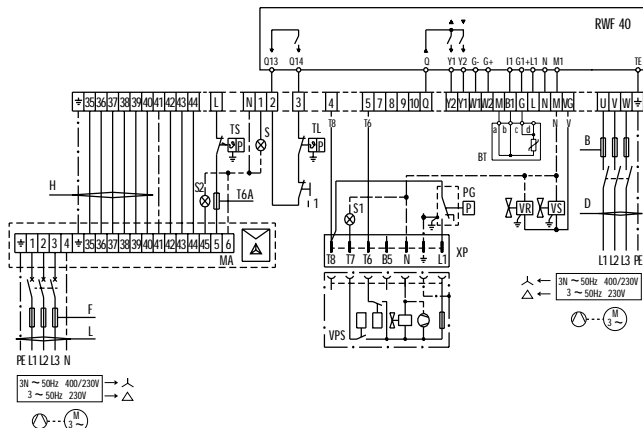 RWF 40
Q13 Q14 Q Y1 Y2 G- G+ I1 G1+ L1 N M1 TE
35 36 37 38 39 40 41 42 43 44 L N 1 2 3 4 5 7 8 9 10 Q Y2 Y1 W1 W2 M B1 G L N M VG U V W
T8 T6 a b c d N V
TS S TL BT B
H S2 T6A 1 S1 PG P VR VS D
P P
1 2 3 4 35 36 37 38 39 40 41 42 43 44 45 5 6
MA
T8 T7 T6 B5 N L1
XP
L1 L2 L3 PE
F
L
VPS
PE L1 L2 L3 N
3N ~ 50Hz 400/230V
3 ~ 50Hz 230V
M
3 ~
3N ~ 50Hz 400/230V
3 ~ 50Hz 230V
M
3 ~